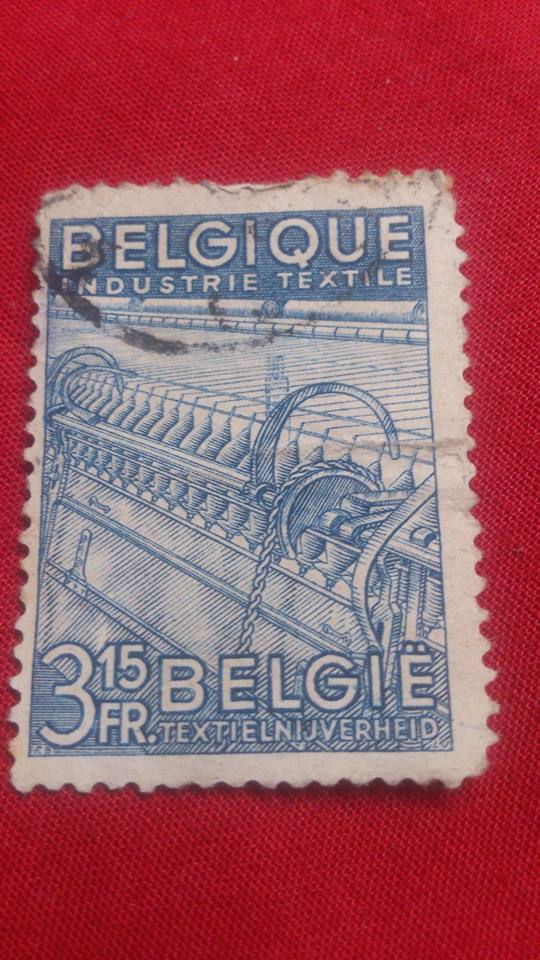 BELGIQUE
INDUSTRIE TEXTILE
3 15 FR. BELGIË
TEXTIELNIJVERHEID